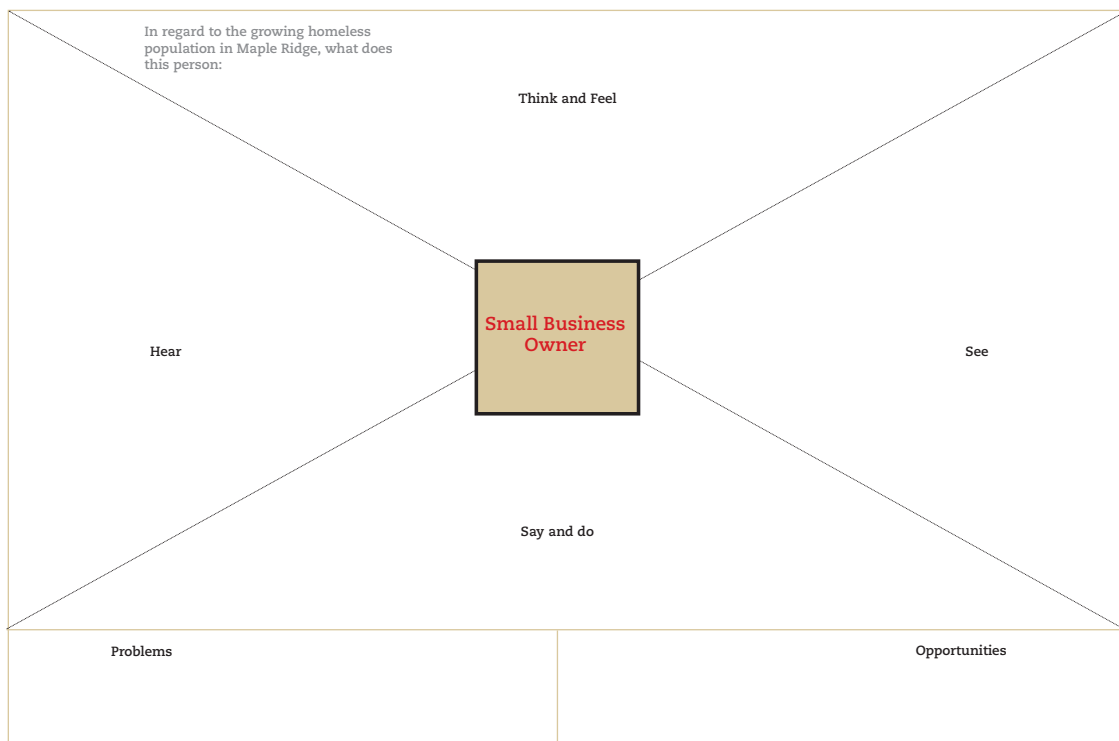 In regard to the growing homeless
population in Maple Ridge, what does
this person:
Think and Feel
Small Business
Owner
Hear
See
Say and do
Problems
Opportunities